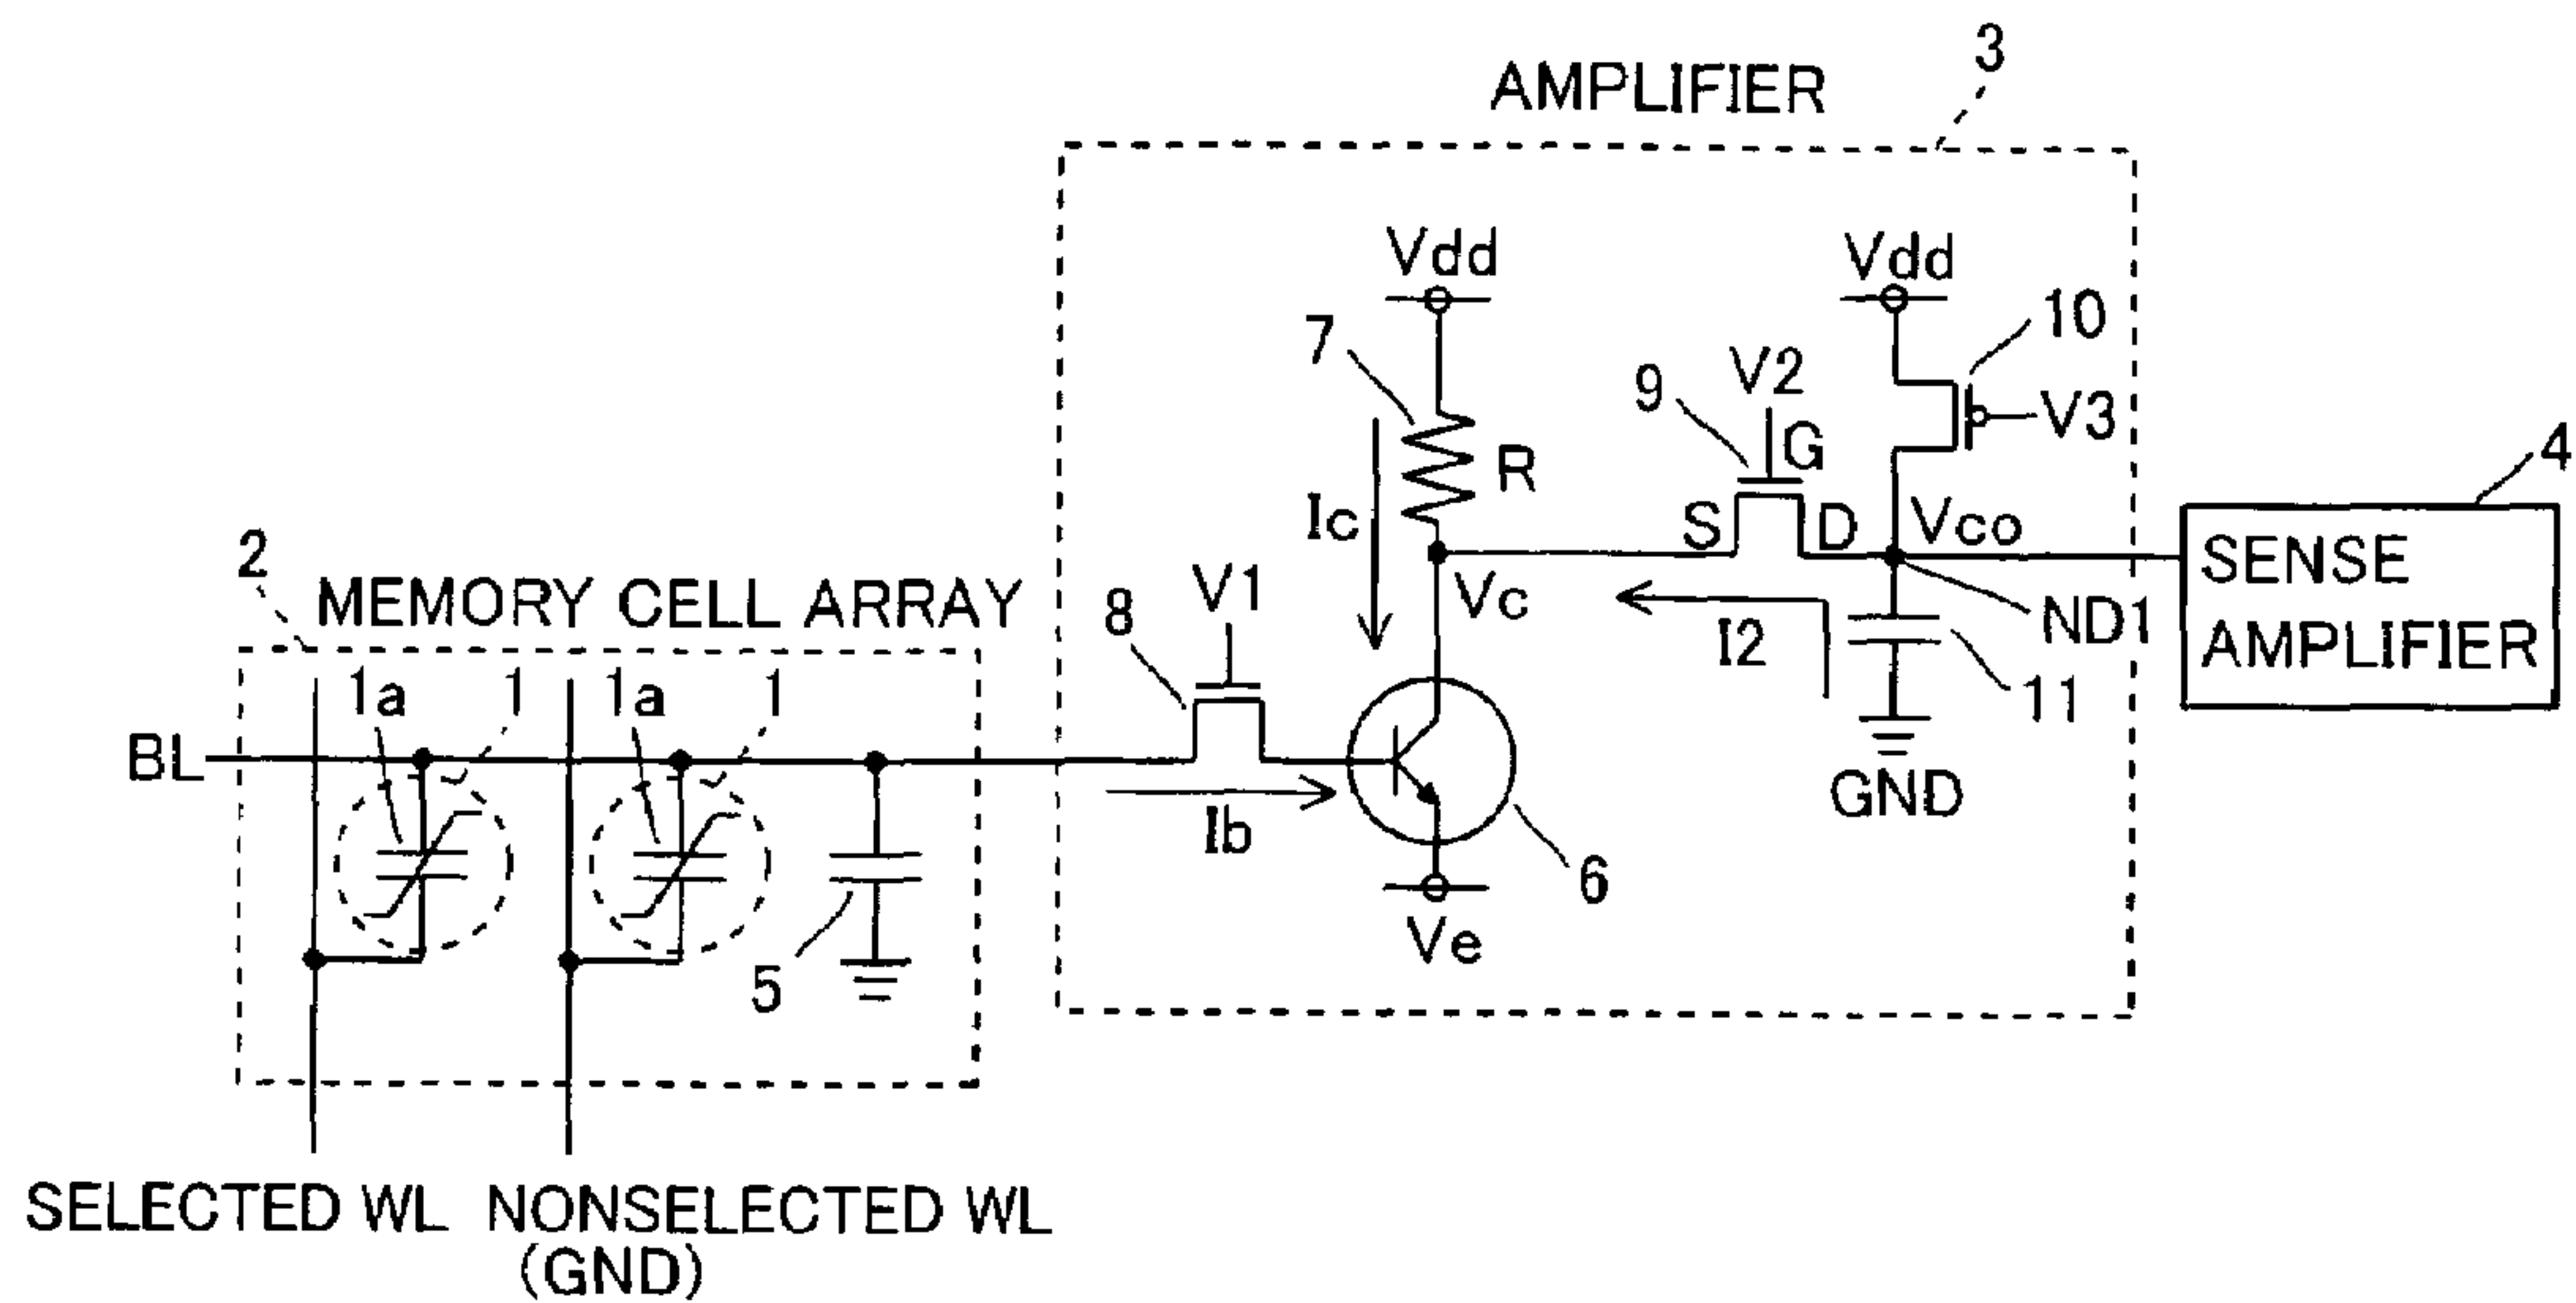 3
AMPLIFIER
Vdd
Vdd
10
7
V2
9
G
V3
R
4
Ic
S
D
Vco
SENSE
AMPLIFIER
2
MEMORY CELL ARRAY
V1
8
Vc
I2
ND1
11
1a
1
1a
1
BL
GND
Ib
6
5
Ve
SELECTED WL
NONSELECTED WL
(GND)